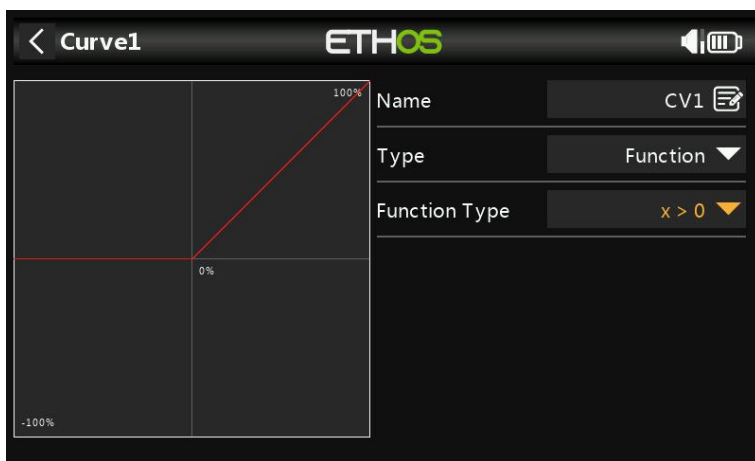 Curve1
ETHOS
100%
Name
CV1
Type
Function
Function Type
x > 0
0%
-100%